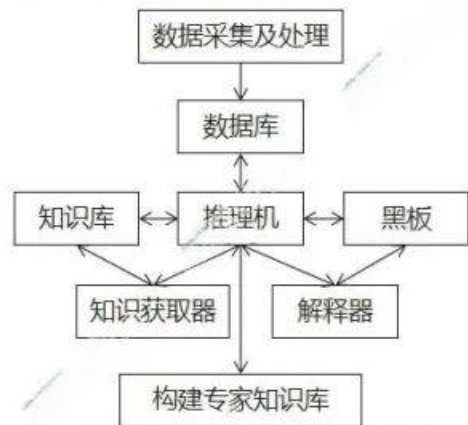 数据采集及处理
数据库
知识库
推理机
黑板
知识获取器
解释器
构建专家知识库